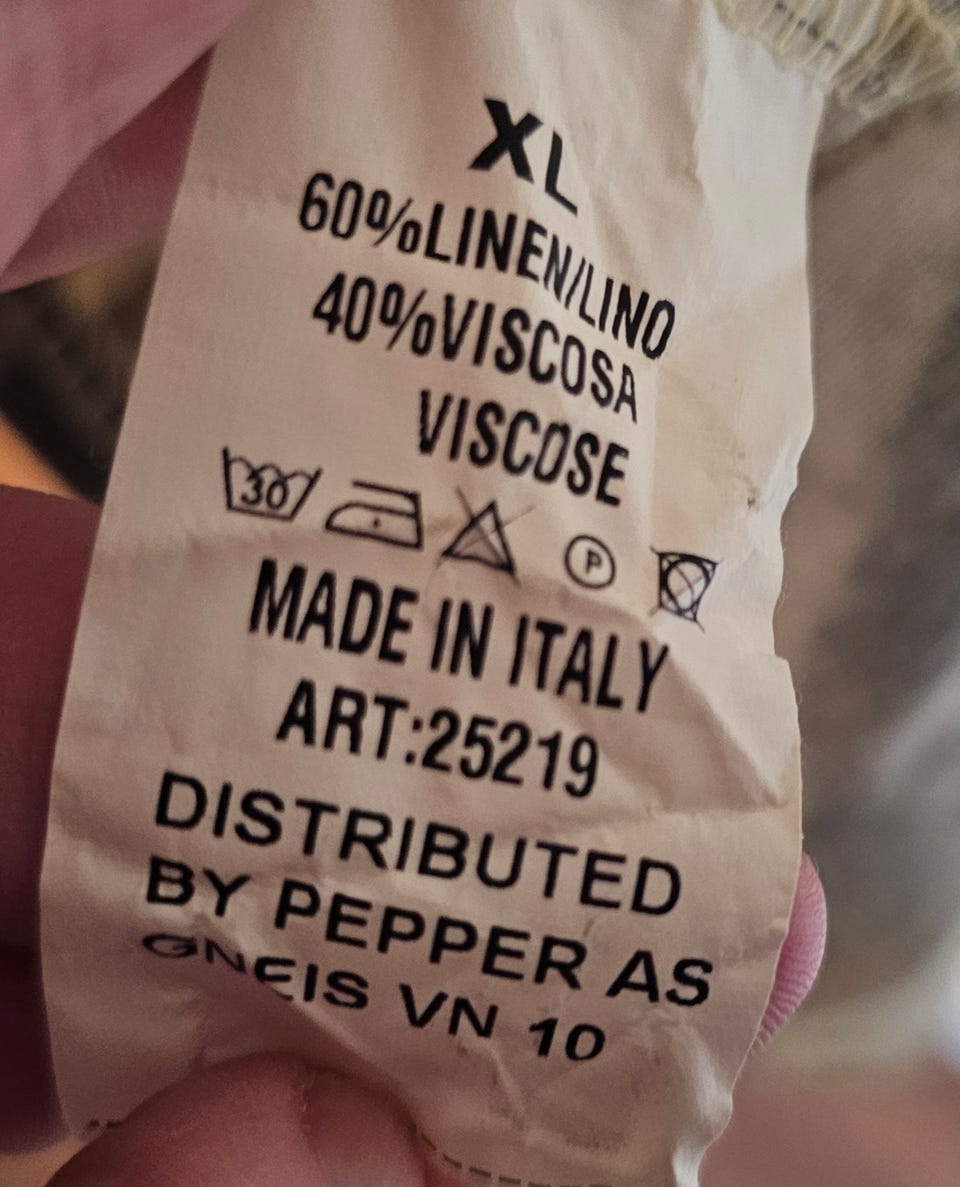 XL
60%LINEN/LINO
40%VISCOSA
VISCOSE
30 P
MADE IN ITALY
ART:25219
DISTRIBUTED
BY PEPPER AS
GNEIS VN 10